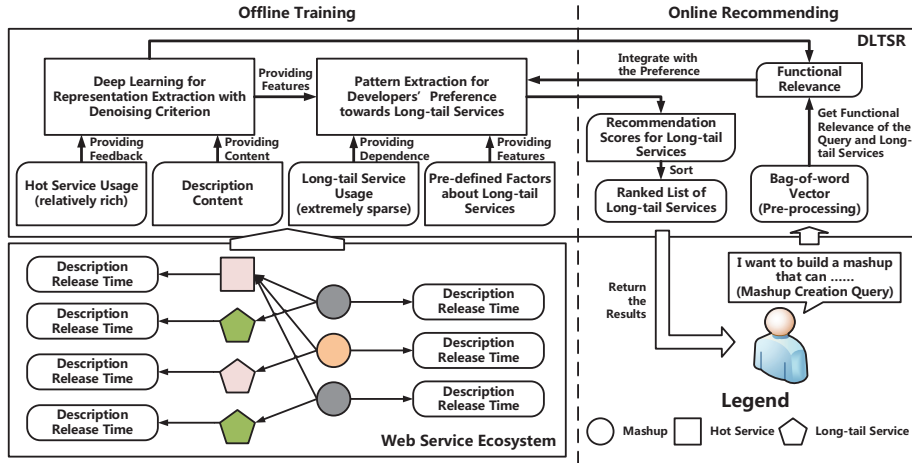 Offline Training
Online Recommending
DLTSR
Deep Learning for
Representation Extraction with
Denoising Criterion
Providing
Features
Pattern Extraction for
Developers' Preference
towards Long-tail Services
Integrate with
the Preference
Functional
Relevance
Providing
Feedback
Providing
Content
Providing
Dependence
Providing
Features
Recommendation
Scores for Long-tail
Services
Get Functional
Relevance of the
Query and Long-
tail Services
Hot Service Usage
(relatively rich)
Description
Content
Long-tail Service
Usage
(extremely sparse)
Pre-defined Factors
about Long-tail
Services
Sort
Ranked List of
Long-tail Services
Bag-of-word
Vector
(Pre-processing)
Description
Release Time
Description
Release Time
Description
Release Time
Description
Release Time
Description
Release Time
Description
Release Time
Description
Release Time
Web Service Ecosystem
Return
the
Results
I want to build a mashup
that can ......
(Mashup Creation Query)
Legend
Mashup
Hot Service
Long-tail Service